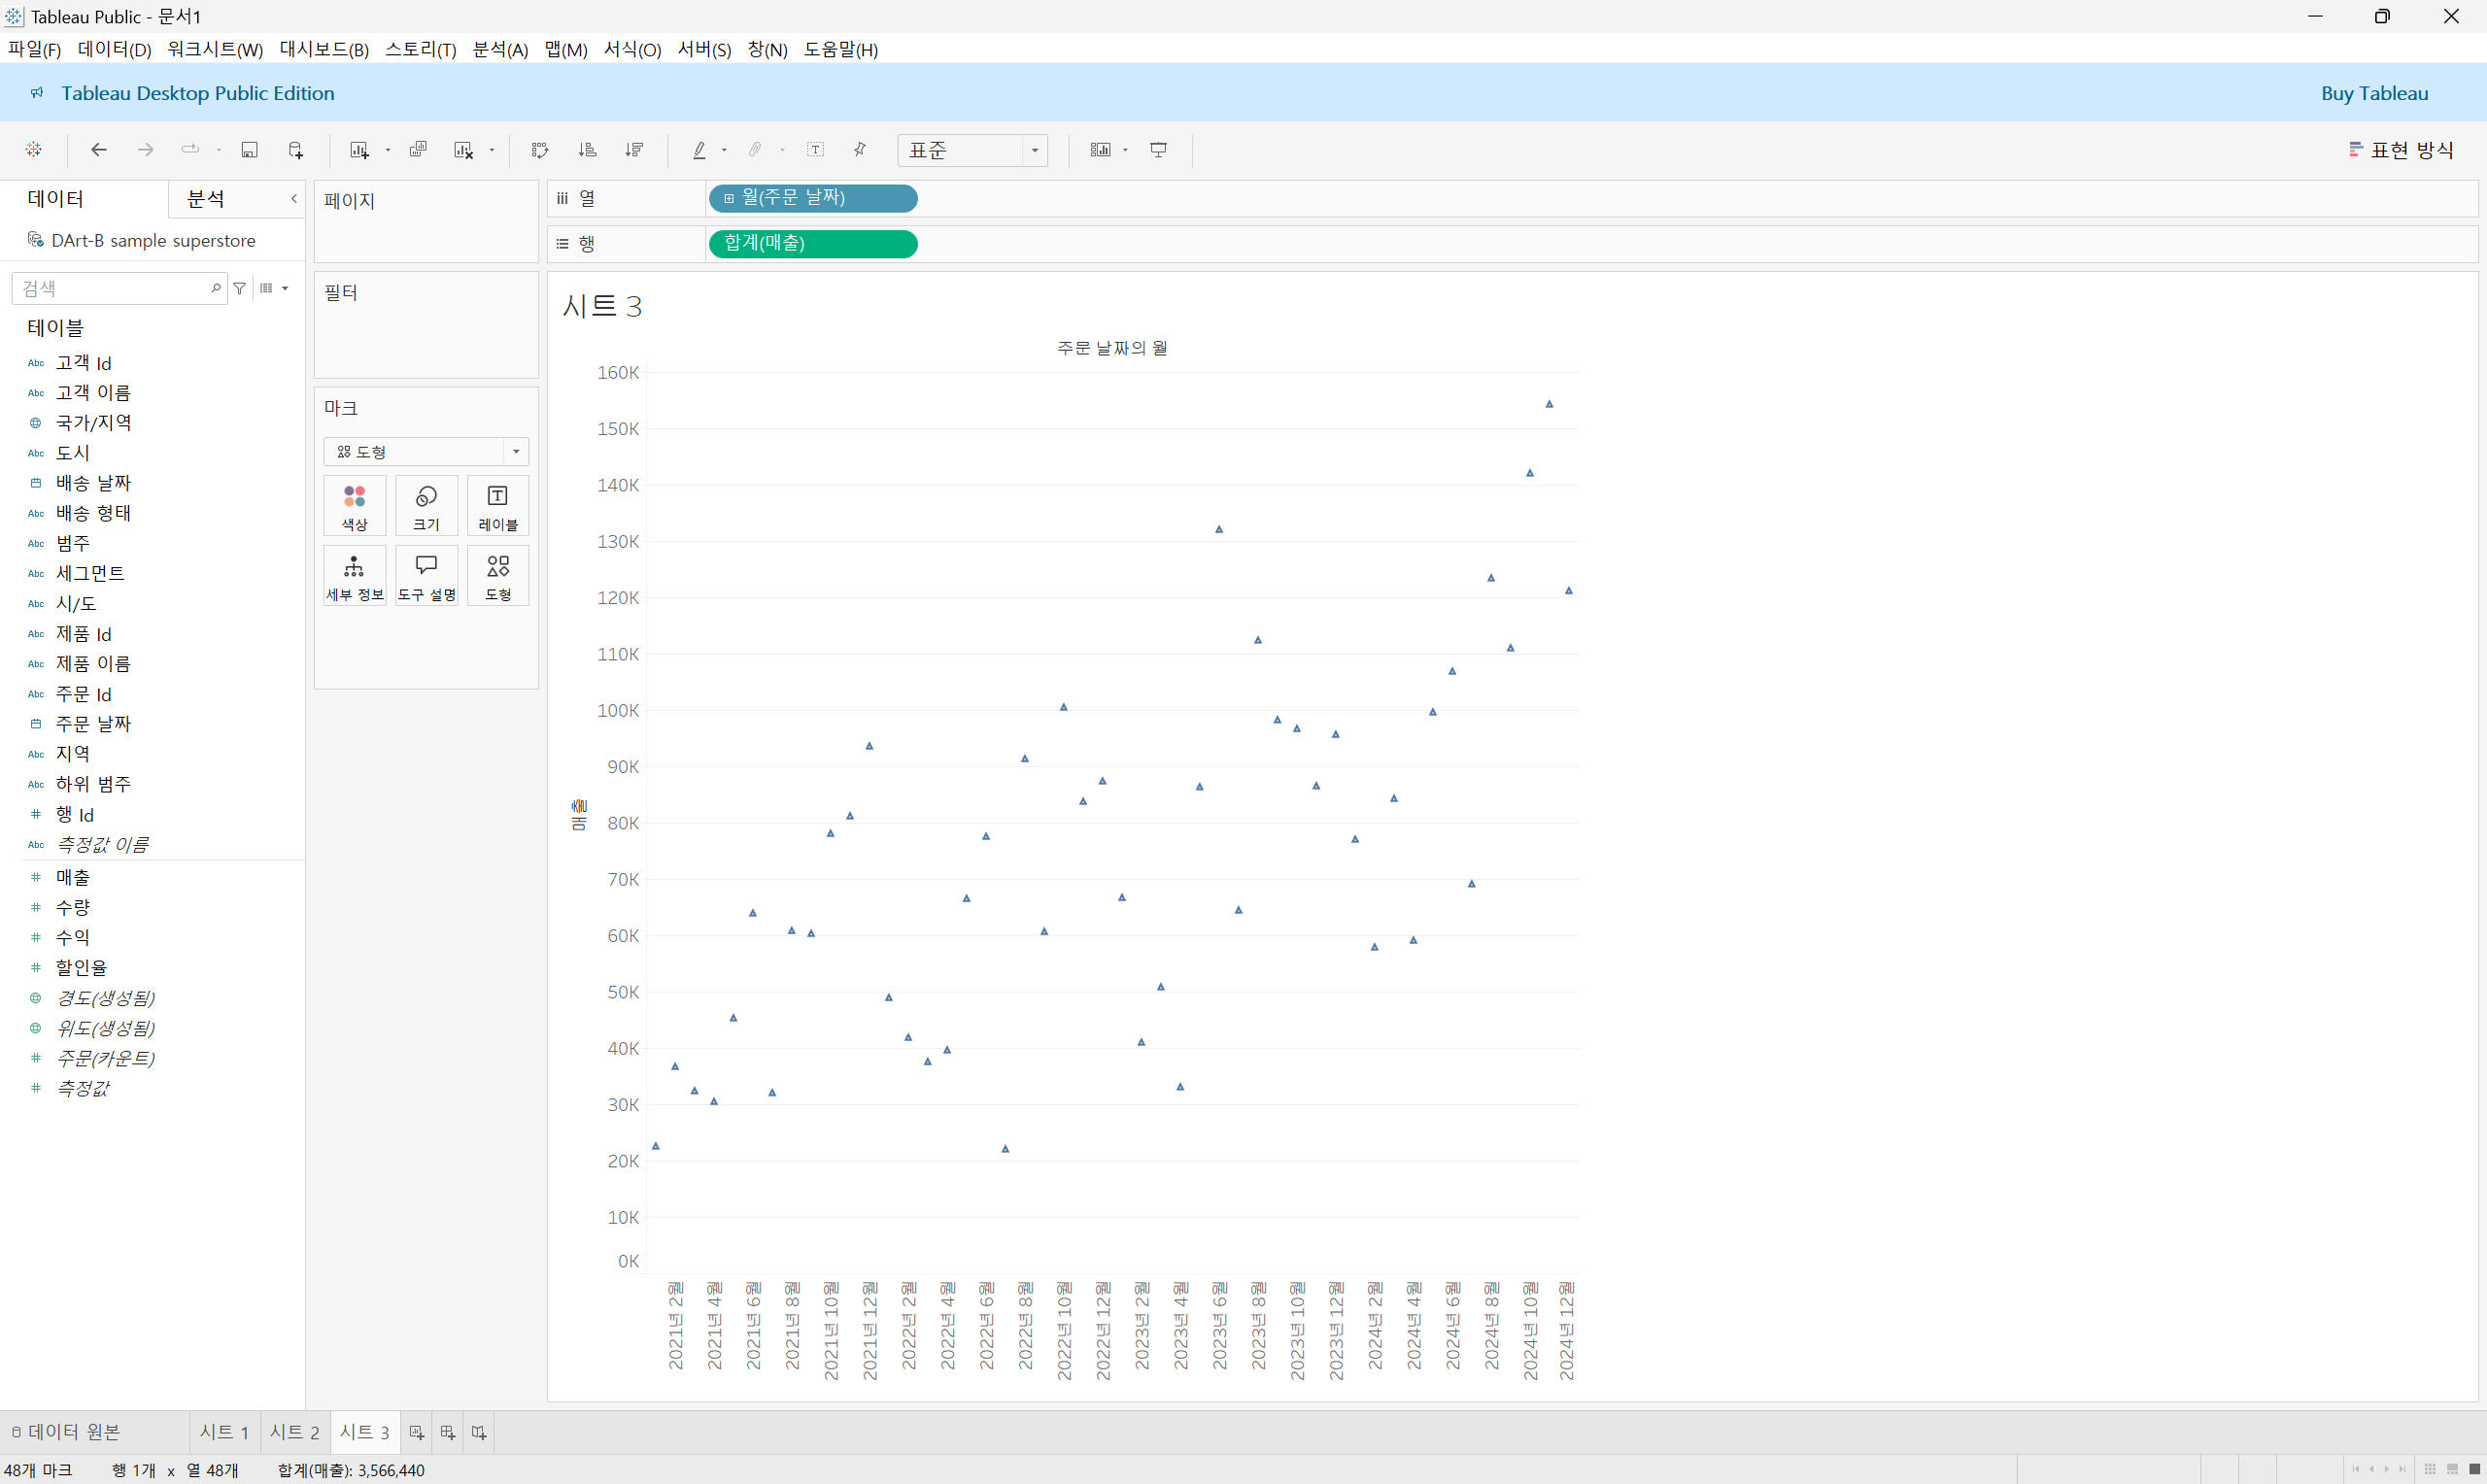 Tableau Public - 문서1
파일(F) 데이터(D) 워크시트(W) 대시보드(B) 스토리(T) 분석(A) 맵(M) 서식(O) 서버(S) 창(N) 도움말(H)
Tableau Desktop Public Edition
Buy Tableau
표준
표현 방식
데이터
분석
DArt-B sample superstore
검색
테이블
Abc 고객 Id
Abc 고객 이름
국가/지역
Abc 도시
배송 날짜
Abc 배송 형태
Abc 범주
Abc 세그먼트
Abc 시/도
Abc 제품 Id
Abc 제품 이름
Abc 주문 Id
주문 날짜
Abc 지역
Abc 하위 범주
# 행 Id
Abc 측정값 이름
# 매출
# 수량
# 수익
# 할인율
경도(생성됨)
위도(생성됨)
# 주문(카운트)
# 측정값
페이지
필터
마크
도형
색상
크기
레이블
세부 정보
도구 설명
도형
열
월(주문 날짜)
행
합계(매출)
시트 3
주문 날짜의 월
매출
160K
150K
140K
130K
120K
110K
100K
90K
80K
70K
60K
50K
40K
30K
20K
10K
0K
2021년 2월
2021년 4월
2021년 6월
2021년 8월
2021년 10월
2021년 12월
2022년 2월
2022년 4월
2022년 6월
2022년 8월
2022년 10월
2022년 12월
2023년 2월
2023년 4월
2023년 6월
2023년 8월
2023년 10월
2023년 12월
2024년 2월
2024년 4월
2024년 6월
2024년 8월
2024년 10월
2024년 12월
데이터 원본
시트 1
시트 2
시트 3
48개 마크
행 1개 x 열 48개
합계(매출): 3,566,440